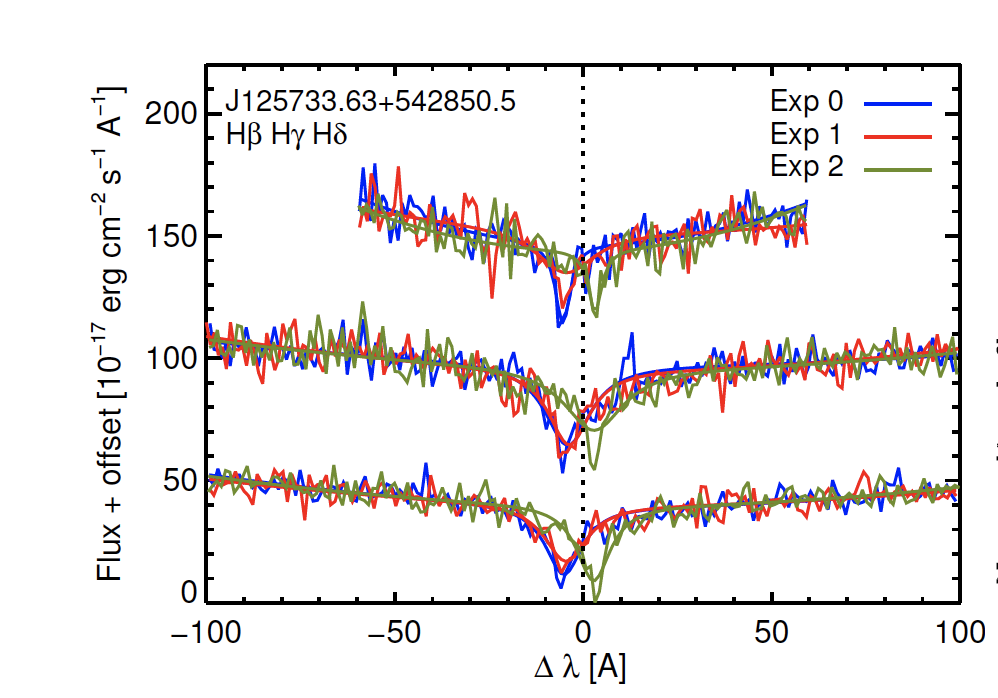 J125733.63+542850.5
Hβ Hγ Hδ
Exp 0
Exp 1
Exp 2
Flux + offset [10−17 erg cm−2 s−1 A−1]
200
150
100
50
0
−100 −50 0 50 100
Δ λ [A]